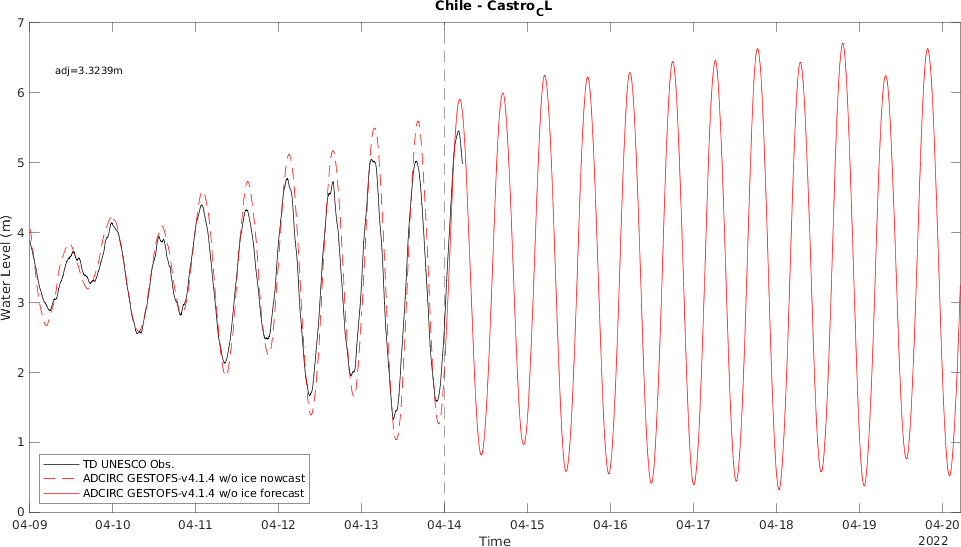 Chile - CastroCL
adj=3.3239m
Water Level (m)
7
6
5
4
3
2
1
0
TD UNESCO Obs.
ADCIRC GESTOFS-v4.1.4 w/o ice nowcast
ADCIRC GESTOFS-v4.1.4 w/o ice forecast
04-09 04-10 04-11 04-12 04-13 04-14 04-15 04-16 04-17 04-18 04-19 04-20
Time
2022